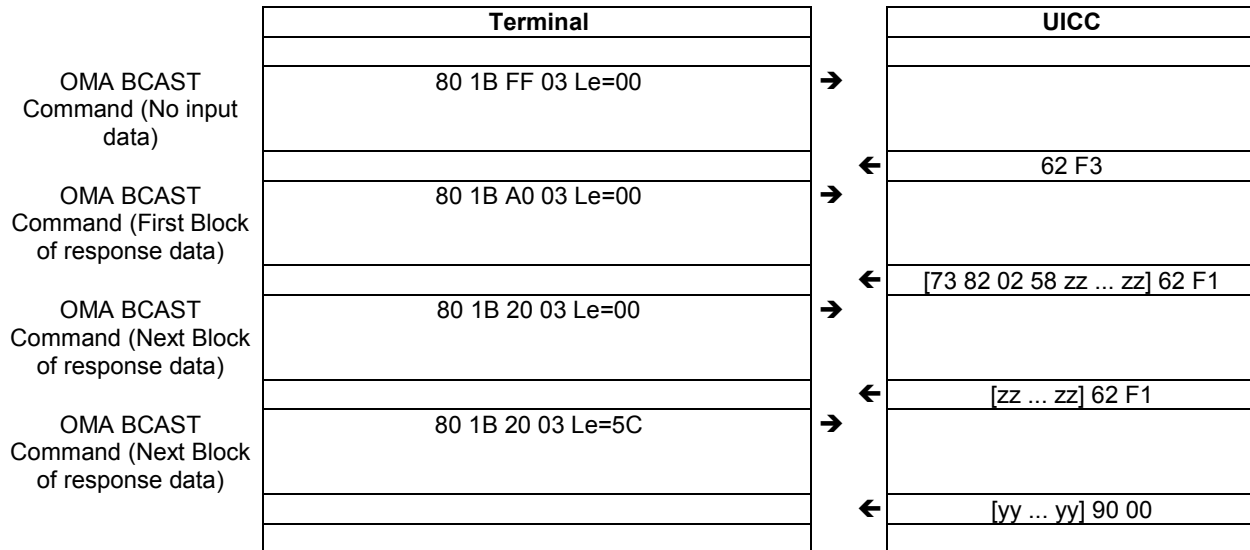 Terminal UICC
OMA BCAST 80 1B FF 03 Le=00 ➔
Command (No input
data)
🡸 62 F3
OMA BCAST 80 1B A0 03 Le=00 ➔
Command (First Block
of response data)
🡸 [73 82 02 58 zz ... zz] 62 F1
OMA BCAST 80 1B 20 03 Le=00 ➔
Command (Next Block
of response data)
🡸 [zz ... zz] 62 F1
OMA BCAST 80 1B 20 03 Le=5C ➔
Command (Next Block
of response data)
🡸 [yy ... yy] 90 00